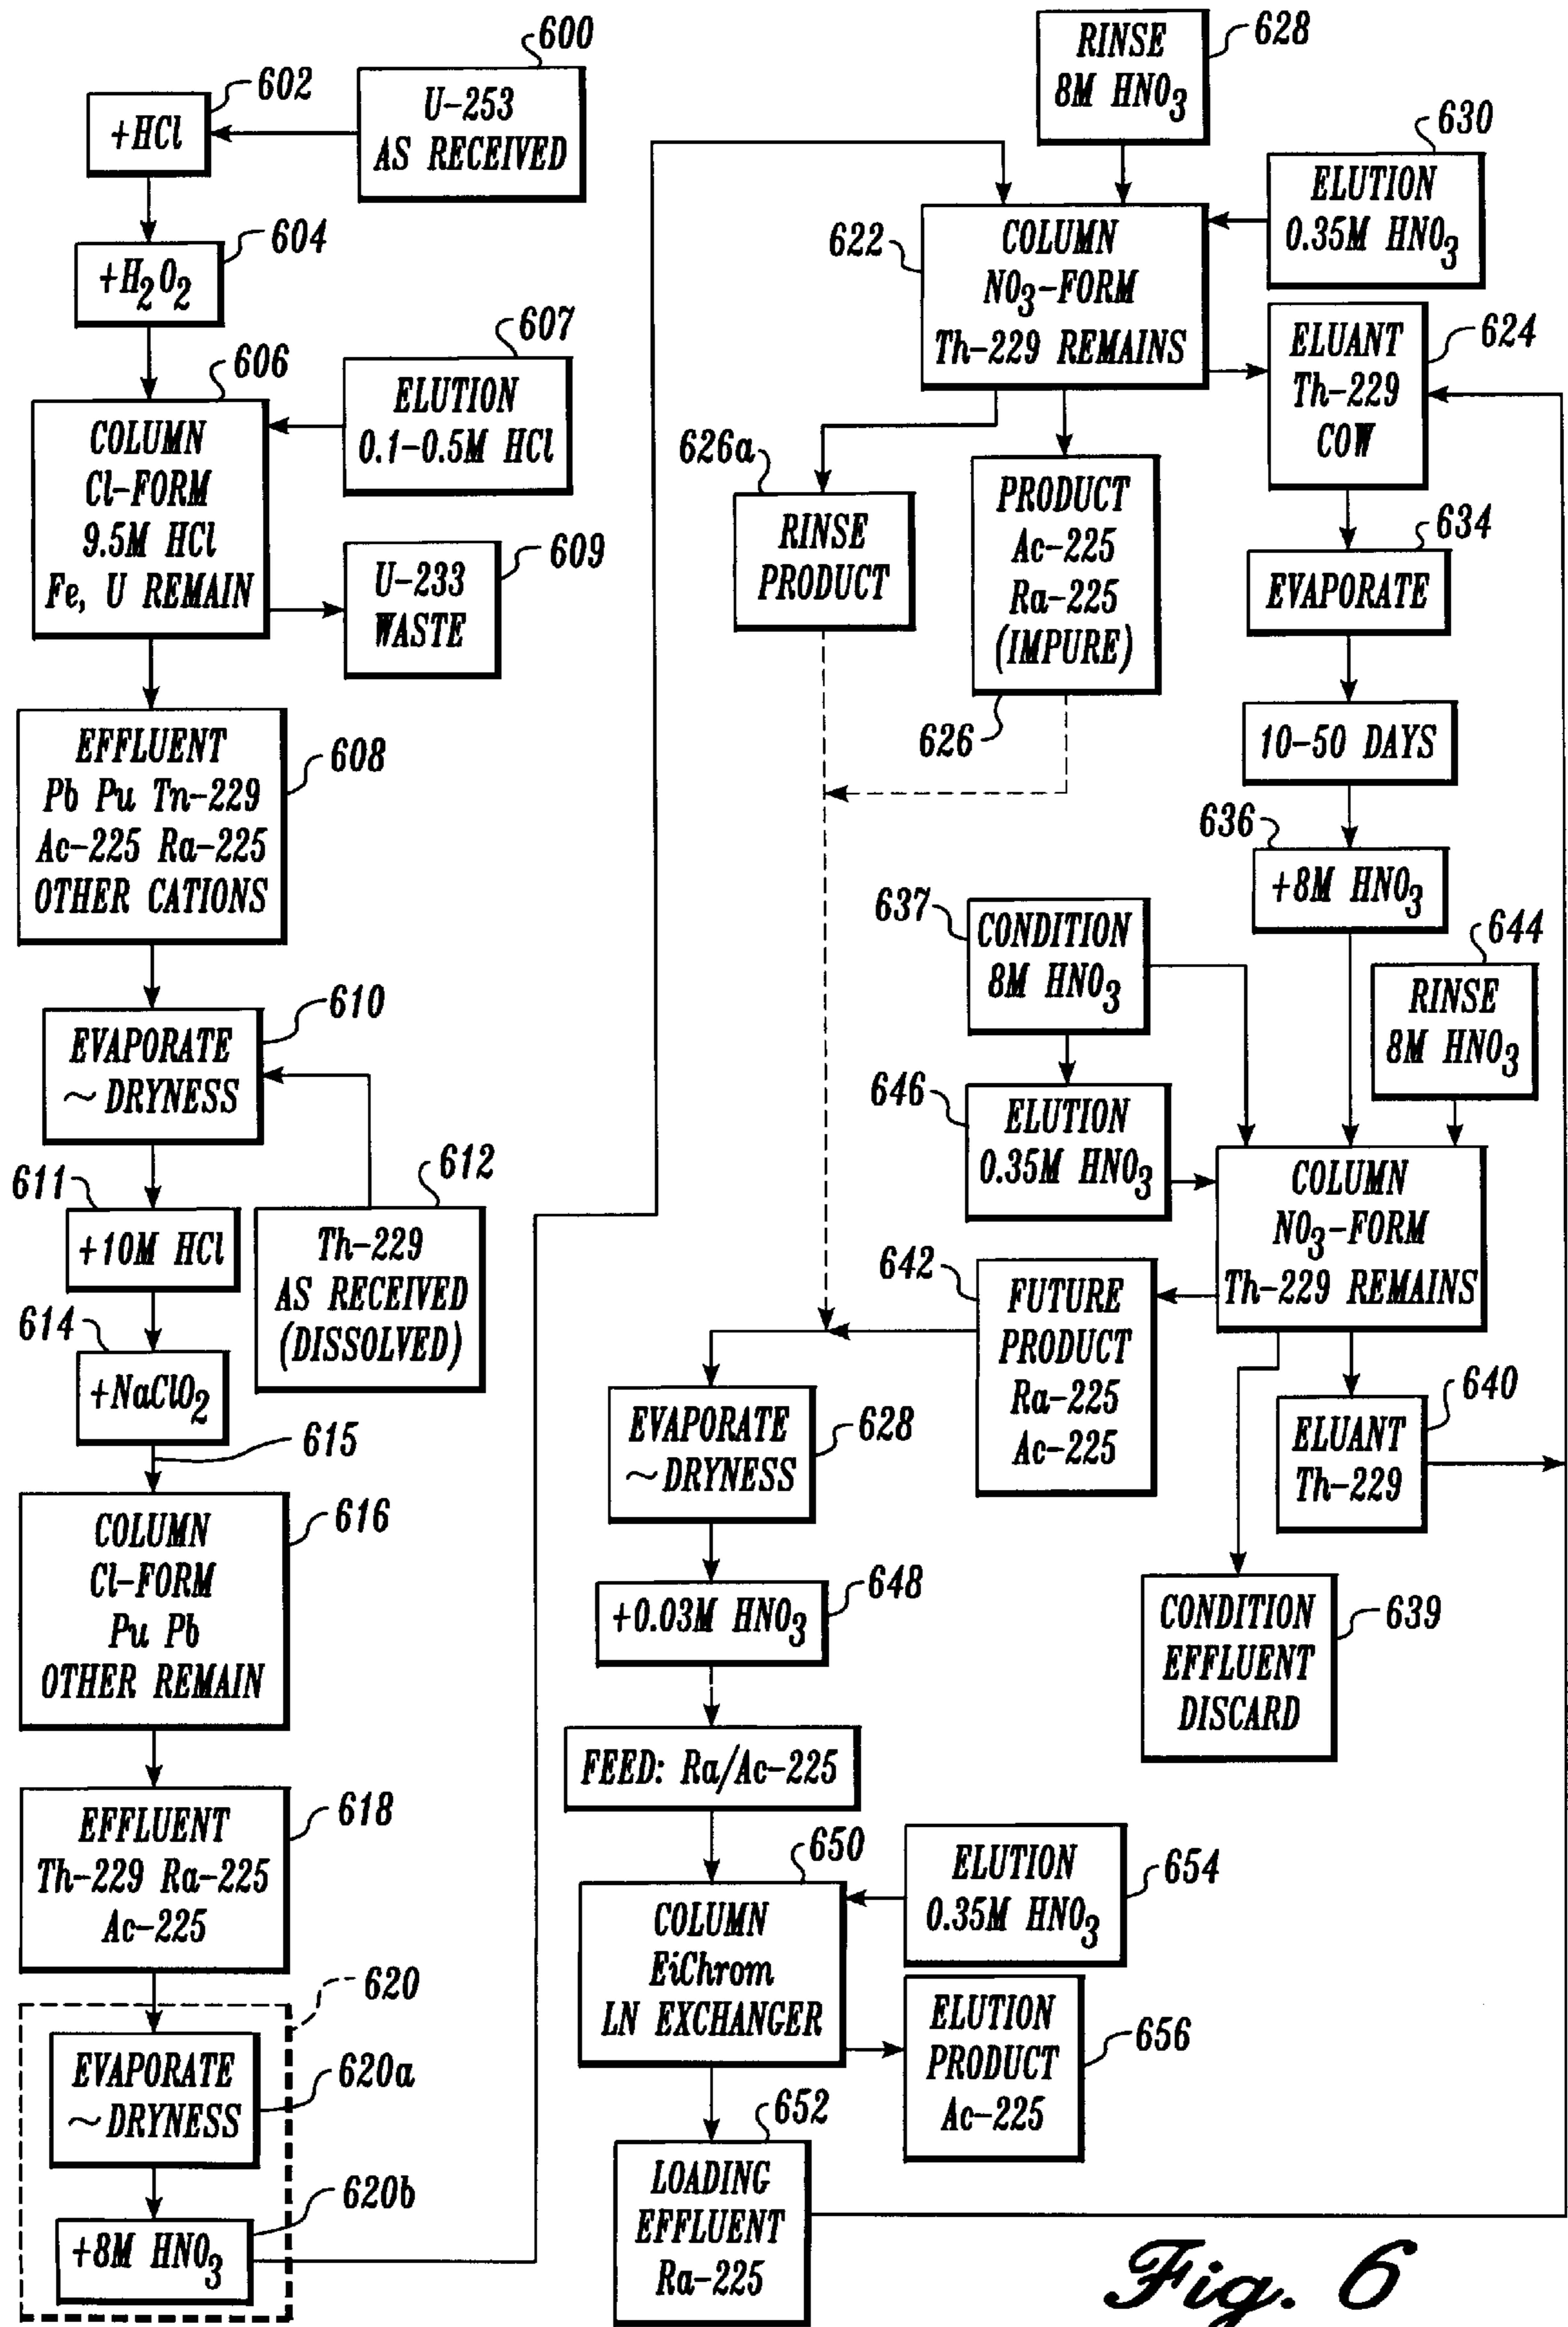 600
U-253
AS RECEIVED
602
+HCl
604
+H2O2
606
COLUMN
Cl-FORM
9.5M HCl
Fe, U REMAIN
607
ELUTION
0.1-0.5M HCl
609
U-233
WASTE
608
EFFLUENT
Pb Pu Tn-229
Ac-225 Ra-225
OTHER CATIONS
610
EVAPORATE
~DRYNESS
611
+10M HCl
612
Th-229
AS RECEIVED
(DISSOLVED)
614
+NaClO2
615
616
COLUMN
Cl-FORM
Pu Pb
OTHER REMAIN
618
EFFLUENT
Th-229 Ra-225
Ac-225
620
620a
EVAPORATE
~DRYNESS
620b
+8M HNO3
628
RINSE
8M HNO3
630
ELUTION
0.35M HNO3
622
COLUMN
NO3-FORM
Th-229 REMAINS
624
ELUANT
Th-229
COW
626a
RINSE
PRODUCT
PRODUCT
Ac-225
Ra-225
(IMPURE)
626
634
EVAPORATE
10-50 DAYS
636
+8M HNO3
637
CONDITION
8M HNO3
644
RINSE
8M HNO3
646
ELUTION
0.35M HNO3
COLUMN
NO3-FORM
Th-229 REMAINS
642
FUTURE
PRODUCT
Ra-225
Ac-225
640
ELUANT
Th-229
639
CONDITION
EFFLUENT
DISCARD
628
EVAPORATE
~DRYNESS
648
+0.03M HNO3
FEED: Ra/Ac-225
650
COLUMN
EiChrom
LN EXCHANGER
654
ELUTION
0.35M HNO3
656
ELUTION
PRODUCT
Ac-225
652
LOADING
EFFLUENT
Ra-225
Fig. 6